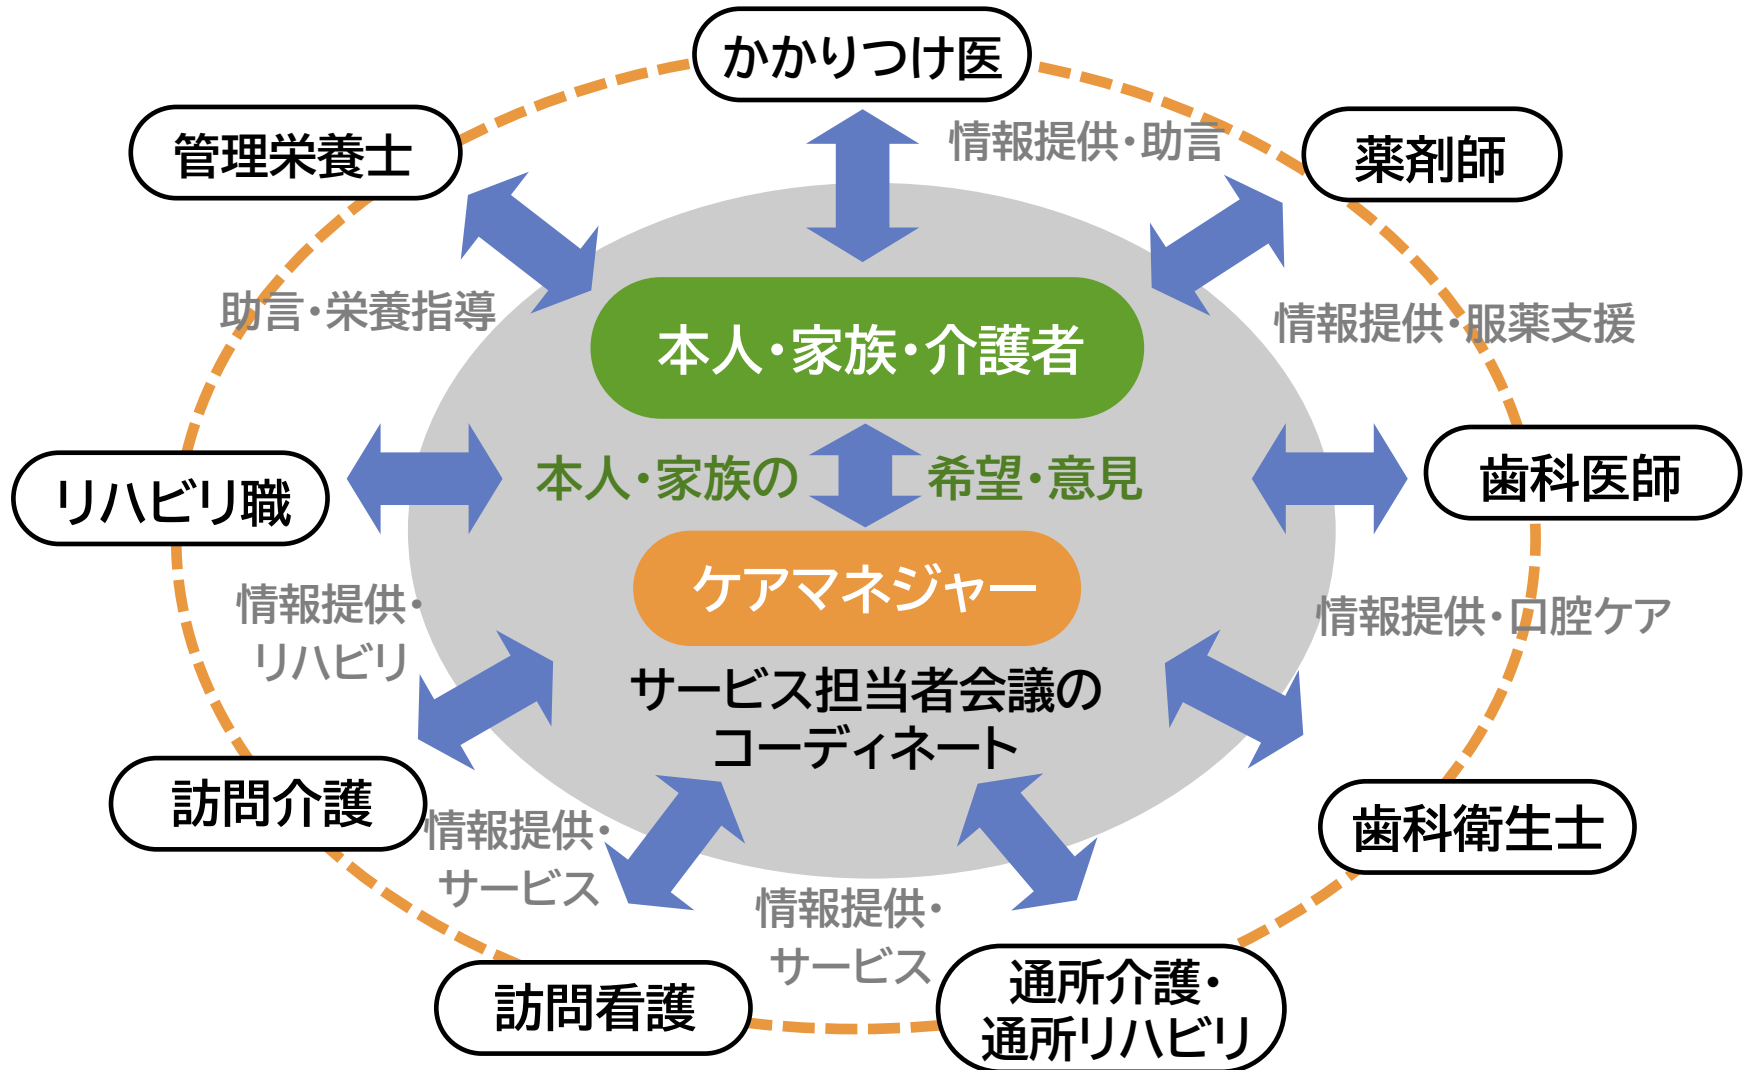 かかりつけ医
情報提供・助言
管理栄養士
薬剤師
助言・栄養指導
情報提供・服薬支援
本人・家族・介護者
本人・家族の
希望・意見
リハビリ職
歯科医師
ケアマネジャー
情報提供・
リハビリ
情報提供・口腔ケア
サービス担当者会議の
コーディネート
訪問介護
歯科衛生士
情報提供・
サービス
情報提供・
サービス
訪問看護
通所介護・
通所リハビリ